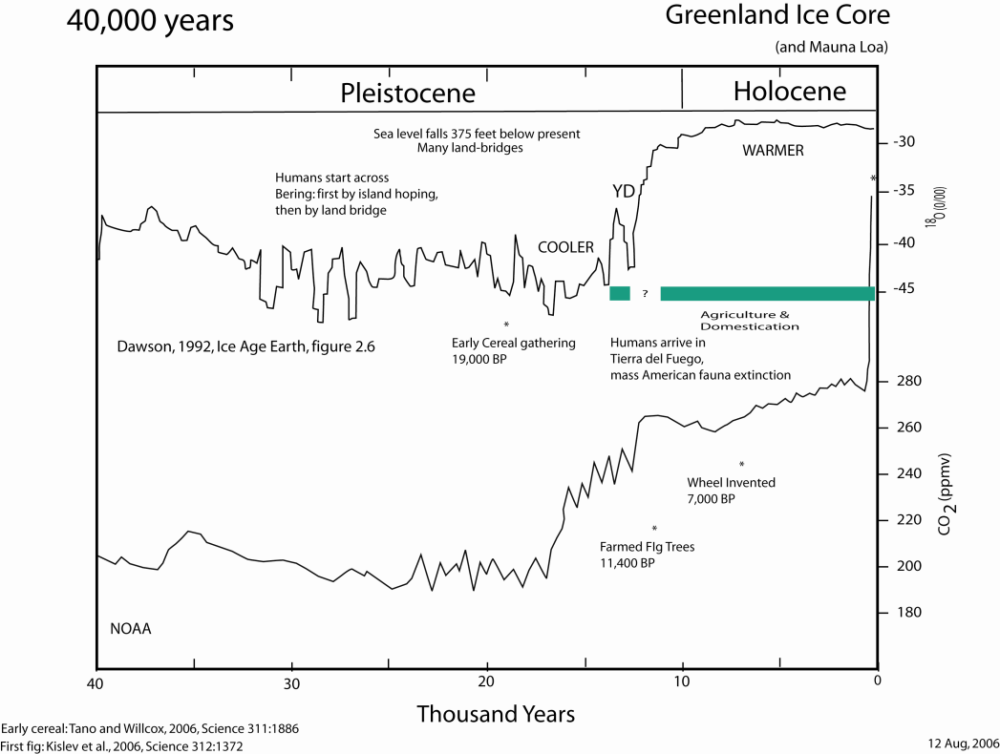 40,000 years
Greenland Ice Core
(and Mauna Loa)
Pleistocene
Holocene
Sea level falls 375 feet below present
Many land-bridges
WARMER
-30
Humans start across
Bering: first by island hoping,
then by land bridge
YD
*
-35
18O (0/00)
COOLER
-40
-45
?
Agriculture &
Domestication
*
Dawson, 1992, Ice Age Earth, figure 2.6
Early Cereal gathering
19,000 BP
Humans arrive in
Tierra del Fuego,
mass American fauna extinction
280
260
240
*
Wheel Invented
7,000 BP
CO2 (ppmv)
220
*
Farmed FIg Trees
11,400 BP
200
180
NOAA
40
30
20
10
0
Thousand Years
Early cereal: Tano and Willcox, 2006, Science 311:1886
First fig: Kislev et al., 2006, Science 312:1372
12 Aug, 2006